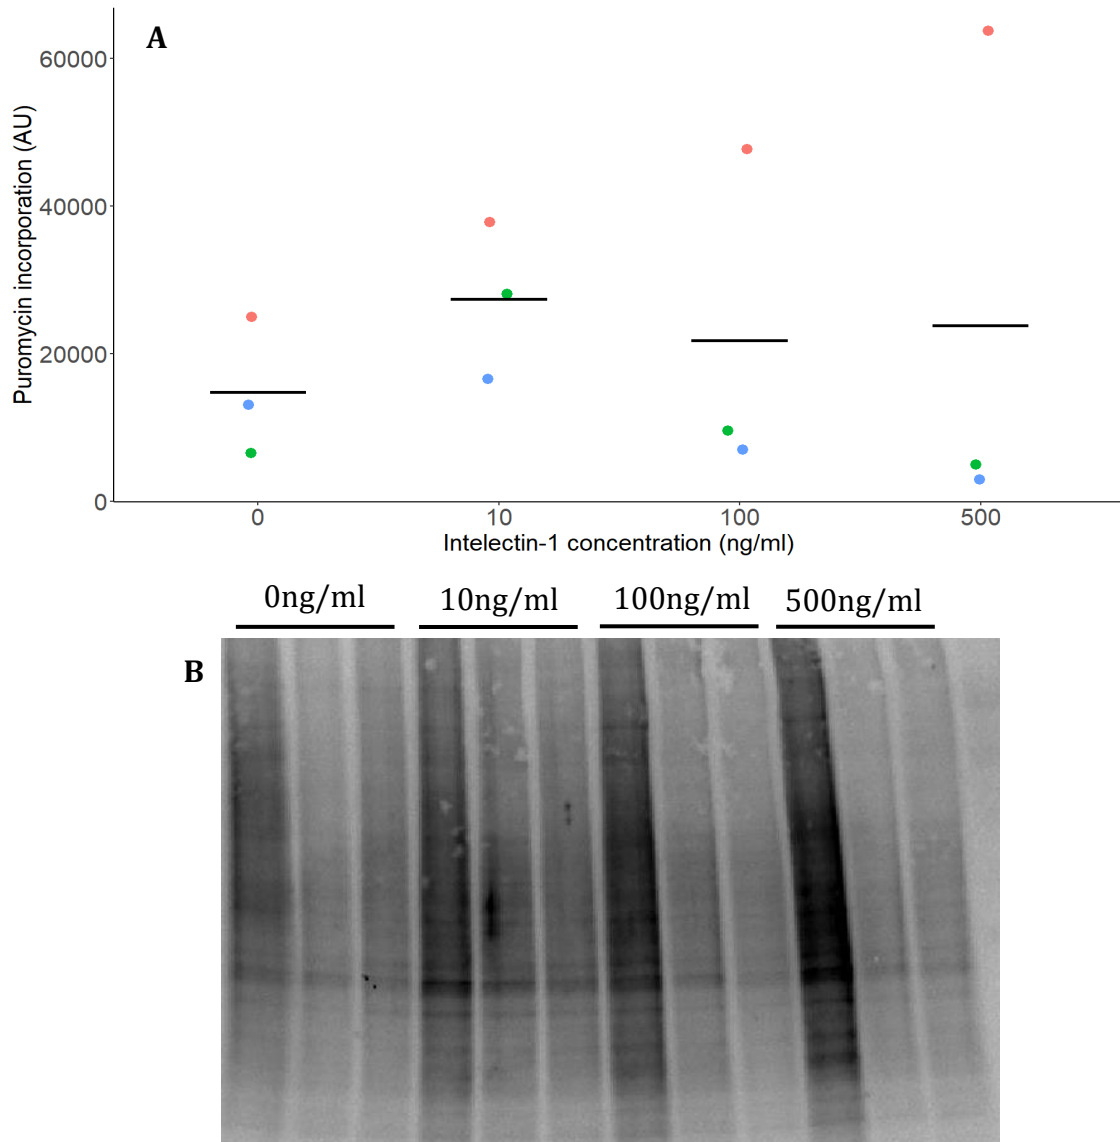 A
Puromycin incorporation (AU)
60000
40000
20000
0
0 10 100 500
Intelectin-1 concentration (ng/ml)
0ng/ml 10ng/ml 100ng/ml 500ng/ml
B